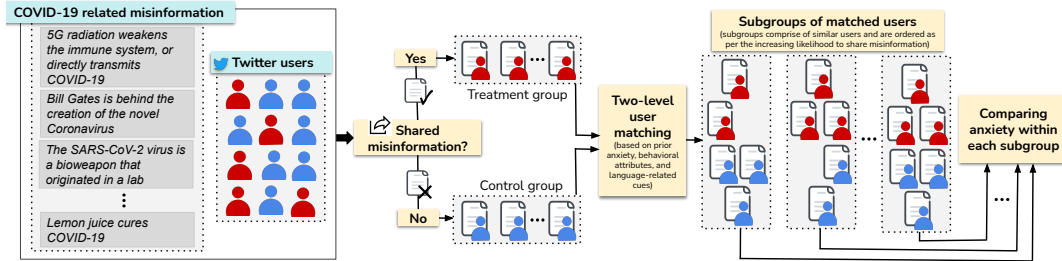 COVID-19 related misinformation
5G radiation weakens
the immune system, or
directly transmits
COVID-19
Bill Gates is behind the
creation of the novel
Coronavirus
The SARS-CoV-2 virus is
a bioweapon that
originated in a lab
Lemon juice cures
COVID-19
Twitter users
Yes
Shared
misinformation?
No
Treatment group
Control group
Two-level
user
matching
(based on prior
anxiety, behavioral
attributes, and
language-related
cues)
Subgroups of matched users
(subgroups comprise of similar users and are ordered as
per the increasing likelihood to share misinformation)
Comparing
anxiety within
each subgroup